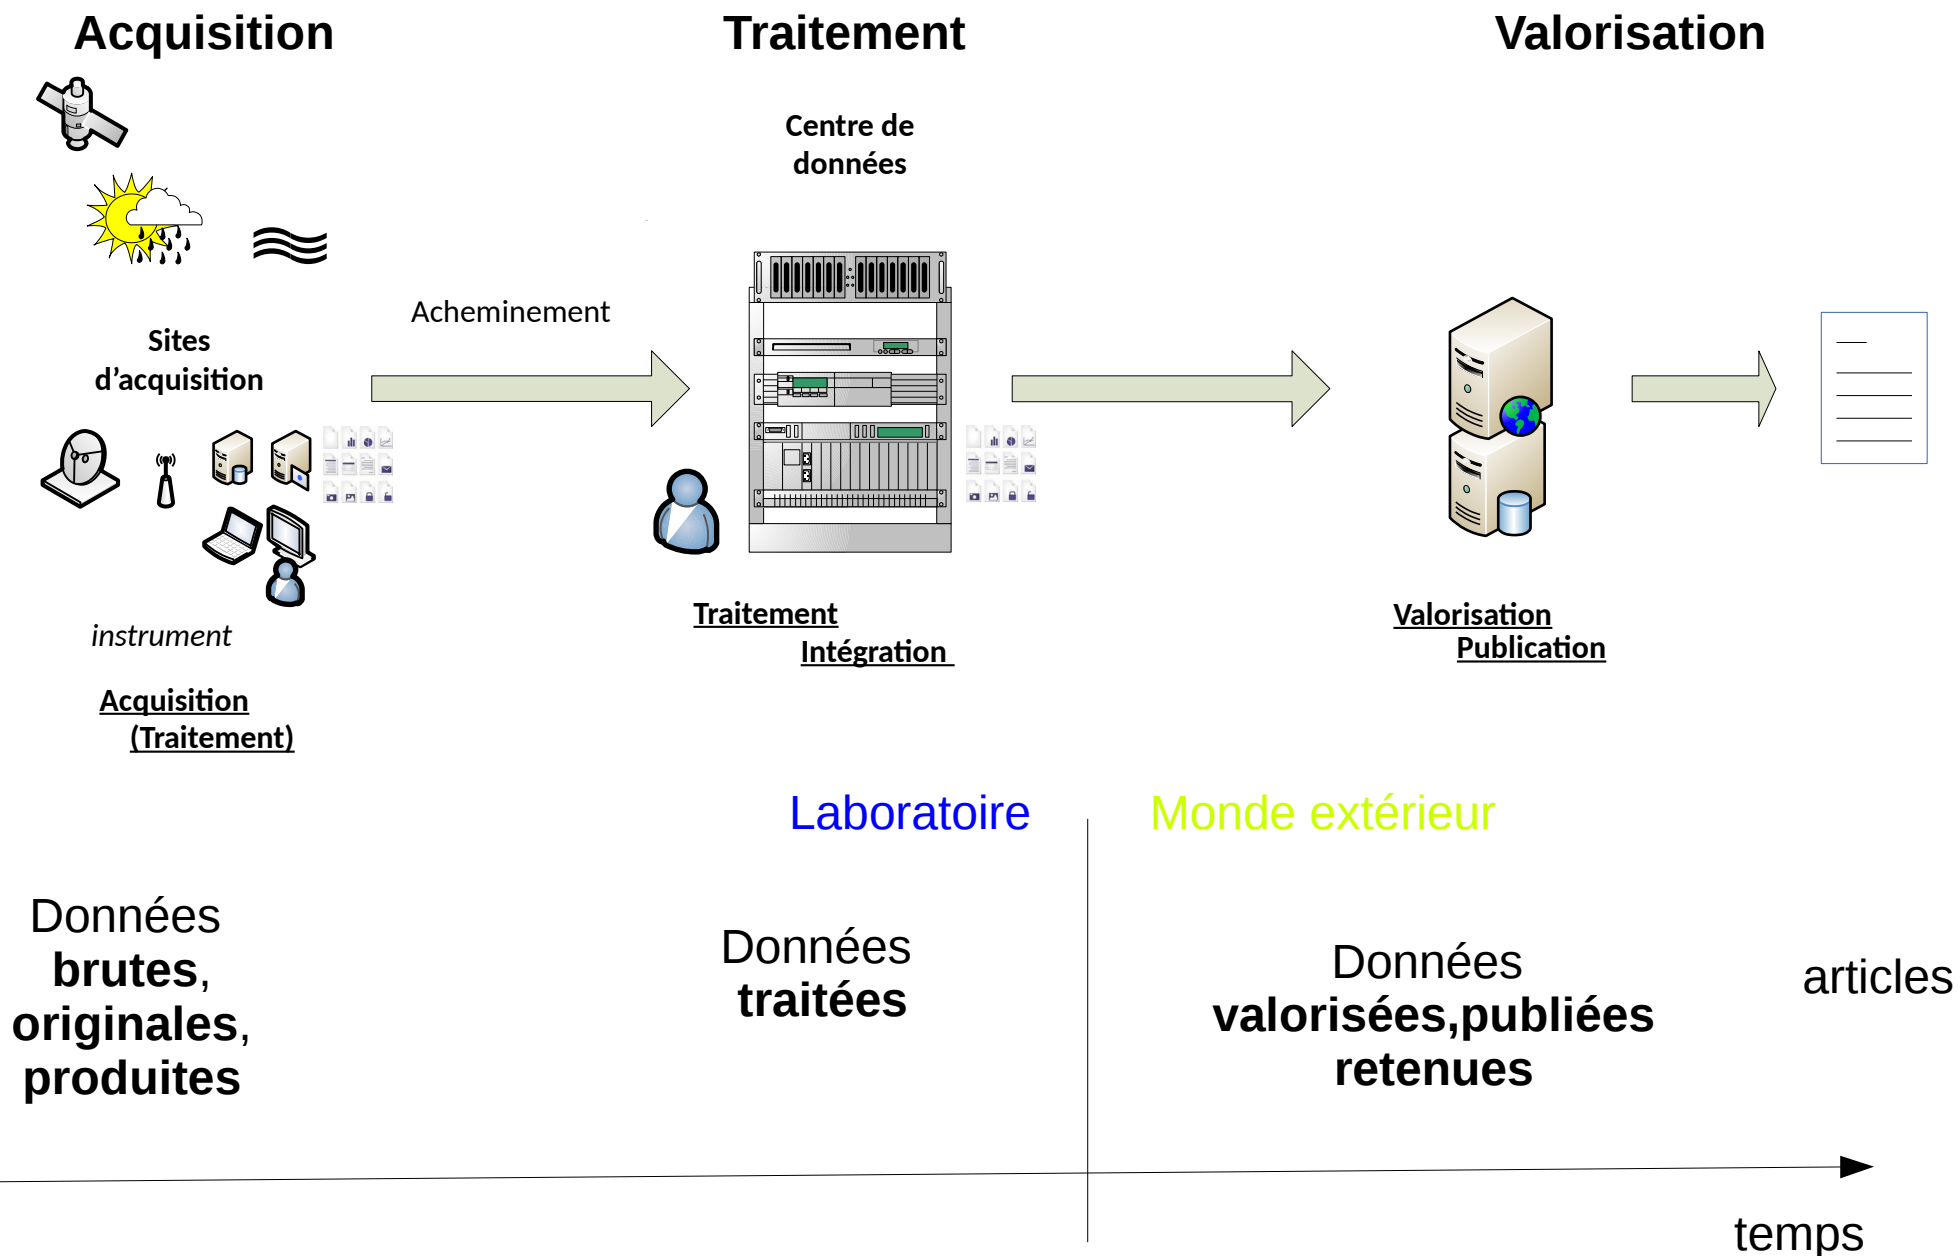 Acquisition
Traitement
Valorisation
Centre de
données
Acheminement
Sites
d’acquisition
instrument
Acquisition
(Traitement)
Traitement
Intégration
Valorisation
Publication
Laboratoire
Monde extérieur
Données
brutes,
originales,
produites
Données
traitées
Données
valorisées,publiées
retenues
articles
temps